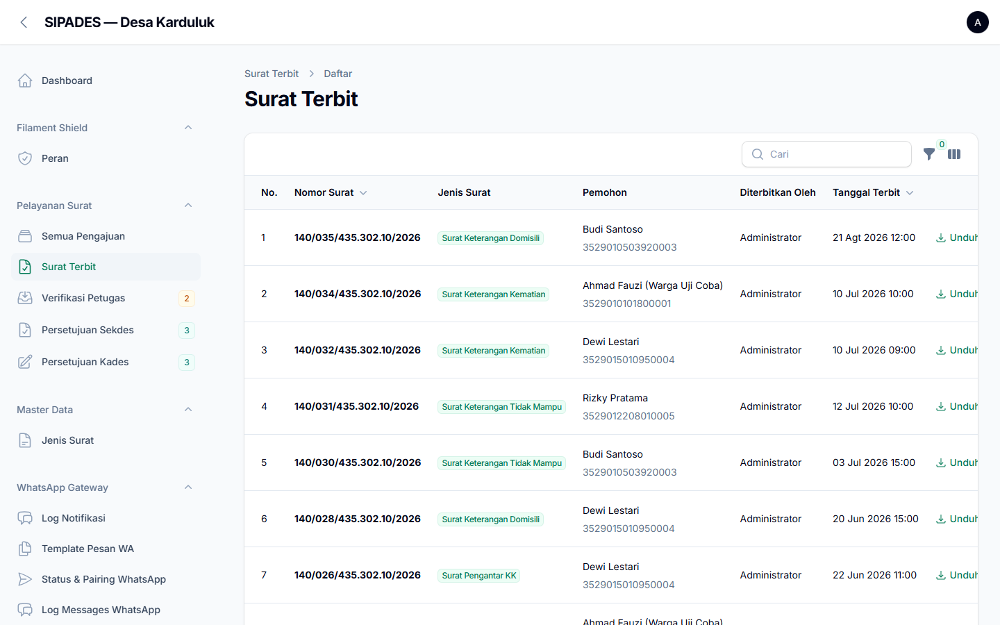 SIPADES — Desa Karduluk
A
Dashboard
Filament Shield
Peran
Pelayanan Surat
Semua Pengajuan
Surat Terbit
Verifikasi Petugas 2
Persetujuan Sekdes 3
Persetujuan Kades 3
Master Data
Jenis Surat
WhatsApp Gateway
Log Notifikasi
Template Pesan WA
Status & Pairing WhatsApp
Log Messages WhatsApp
Surat Terbit > Daftar
Surat Terbit
Cari
0
No. Nomor Surat Jenis Surat Pemohon Diterbitkan Oleh Tanggal Terbit
1 140/035/435.302.10/2026 Surat Keterangan Domisili Budi Santoso 3529010503920003 Administrator 21 Agt 2026 12:00 Unduh
2 140/034/435.302.10/2026 Surat Keterangan Kematian Ahmad Fauzi (Warga Uji Coba) 3529010101800001 Administrator 10 Jul 2026 10:00 Unduh
3 140/032/435.302.10/2026 Surat Keterangan Kematian Dewi Lestari 3529015010950004 Administrator 10 Jul 2026 09:00 Unduh
4 140/031/435.302.10/2026 Surat Keterangan Tidak Mampu Rizky Pratama 3529012208010005 Administrator 12 Jul 2026 10:00 Unduh
5 140/030/435.302.10/2026 Surat Keterangan Tidak Mampu Budi Santoso 3529010503920003 Administrator 03 Jul 2026 15:00 Unduh
6 140/028/435.302.10/2026 Surat Keterangan Domisili Dewi Lestari 3529015010950004 Administrator 20 Jun 2026 15:00 Unduh
7 140/026/435.302.10/2026 Surat Pengantar KK Dewi Lestari 3529015010950004 Administrator 22 Jun 2026 11:00 Unduh
Ahmad Fauzi (Warga Uji Coba)